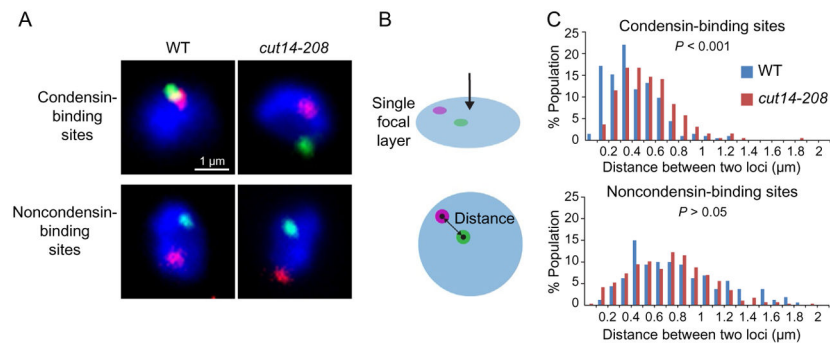 A
WT
cut14-208
Condensin-
binding
sites
1 µm
Noncondensin-
binding
sites
B
Single
focal
layer
Distance
C
Condensin-binding sites
P < 0.001
WT
cut14-208
% Population
25
20
15
10
5
0
0.2 0.4 0.6 0.8 1 1.2 1.4 1.6 1.8 2
Distance between two loci (µm)
Noncondensin-binding sites
P > 0.05
% Population
25
20
15
10
5
0
0.2 0.4 0.6 0.8 1 1.2 1.4 1.6 1.8 2
Distance between two loci (µm)